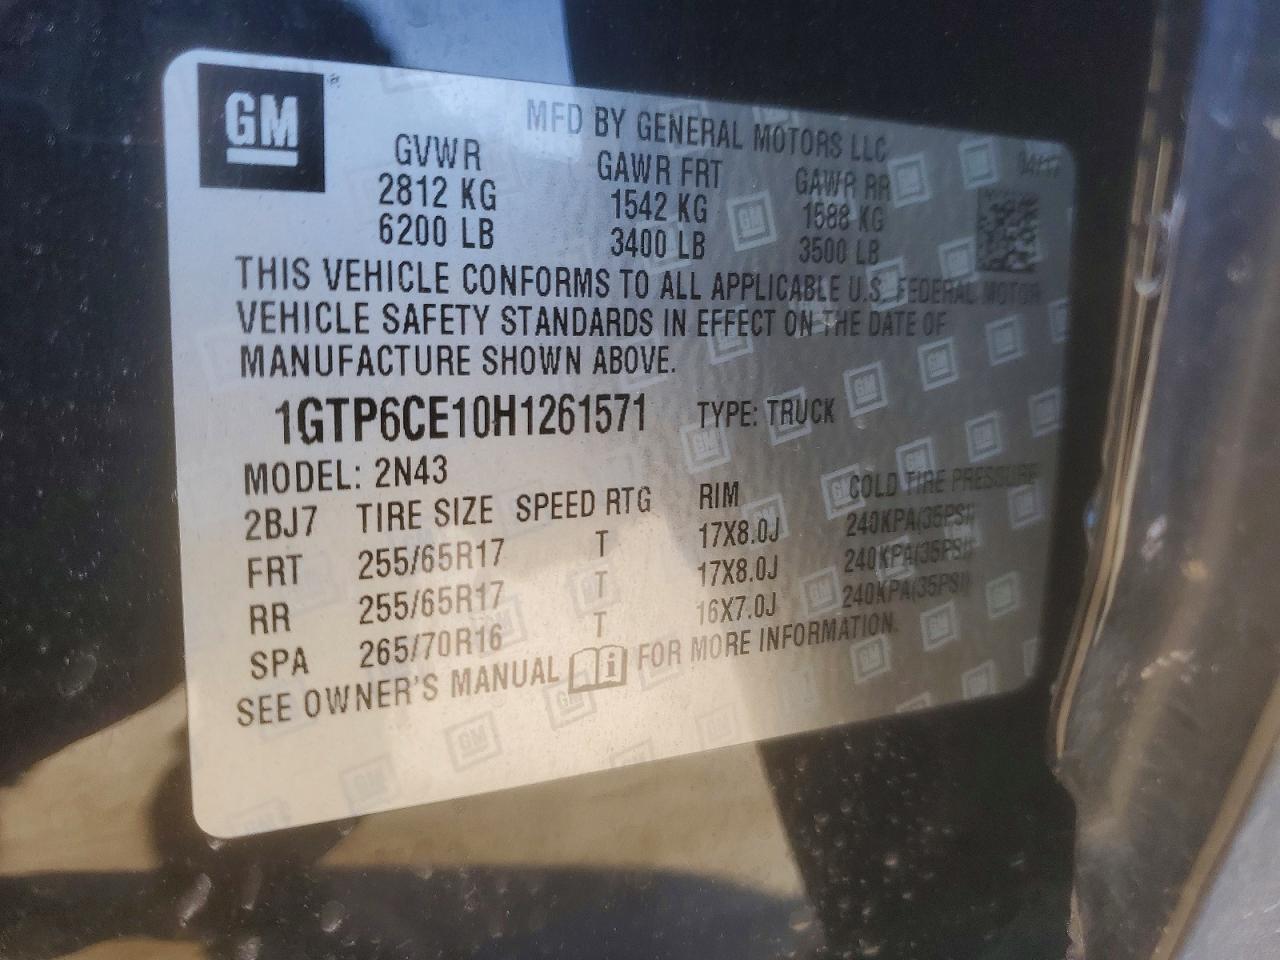 GM
MFD BY GENERAL MOTORS LLC
04/17
GVWR GAWR FRT GAWR RR
2812 KG 1542 KG 1588 KG
6200 LB 3400 LB 3500 LB
THIS VEHICLE CONFORMS TO ALL APPLICABLE U.S. FEDERAL MOTOR
VEHICLE SAFETY STANDARDS IN EFFECT ON THE DATE OF
MANUFACTURE SHOWN ABOVE.
1GTP6CE10H1261571 TYPE: TRUCK
MODEL: 2N43
2BJ7 TIRE SIZE SPEED RTG RIM COLD TIRE PRESSURE
FRT 255/65R17 T 17X8.0J 240KPA(35PSI)
RR 255/65R17 T 17X8.0J 240KPA(35PSI)
SPA 265/70R16 T 16X7.0J 240KPA(35PSI)
SEE OWNER'S MANUAL FOR MORE INFORMATION.